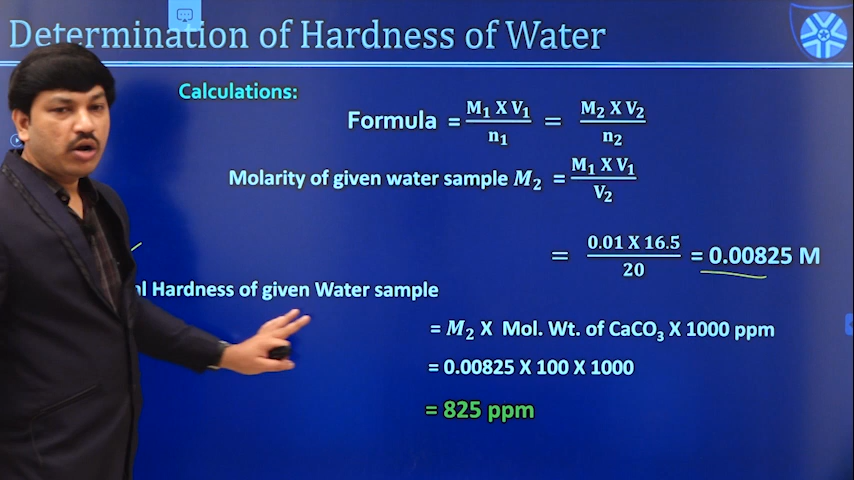 Determination of Hardness of Water
Calculations:
Formula = M₁ X V₁ / n₁ = M₂ X V₂ / n₂
Molarity of given water sample M₂ = M₁ X V₁ / V₂
= 0.01 X 16.5 / 20 = 0.00825 M
Hardness of given Water sample
= M₂ X Mol. Wt. of CaCO₃ X 1000 ppm
= 0.00825 X 100 X 1000
= 825 ppm